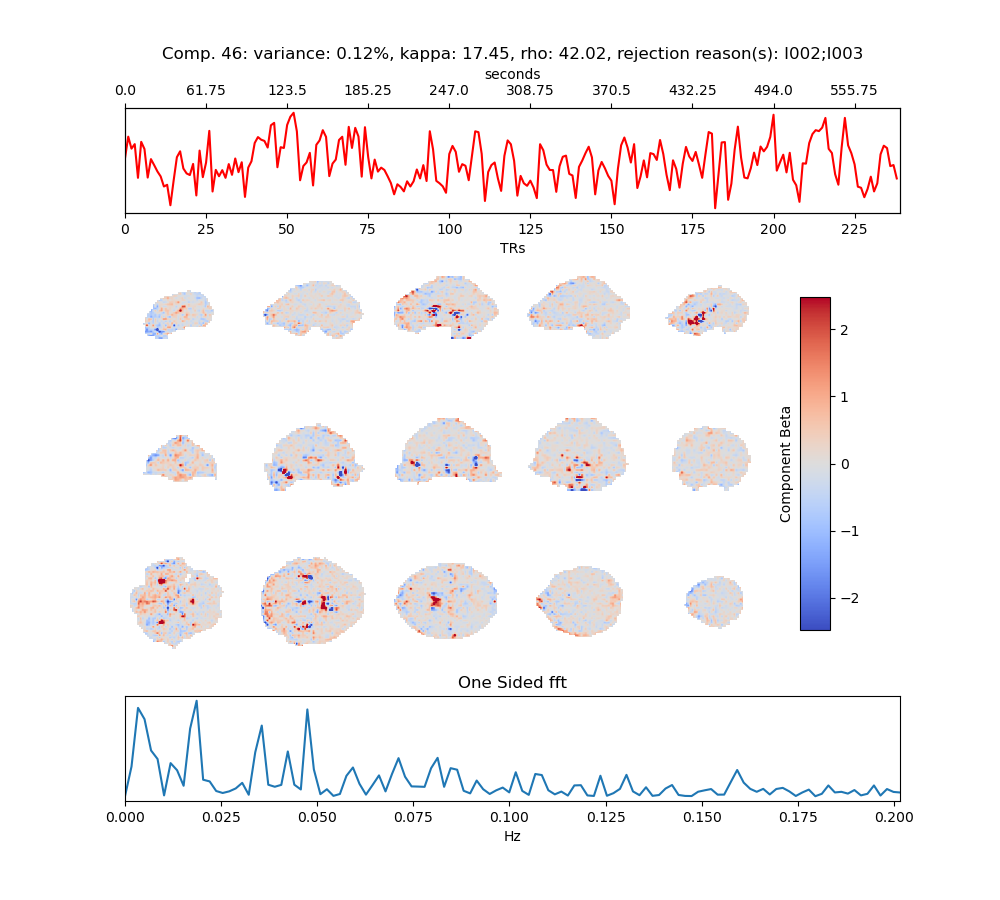 Comp. 46: variance: 0.12%, kappa: 17.45, rho: 42.02, rejection reason(s): I002;I003
seconds
0.0 61.75 123.5 185.25 247.0 308.75 370.5 432.25 494.0 555.75
0 25 50 75 100 125 150 175 200 225
TRs
2
1
0
−1
−2
Component Beta
One Sided fft
0.000 0.025 0.050 0.075 0.100 0.125 0.150 0.175 0.200
Hz